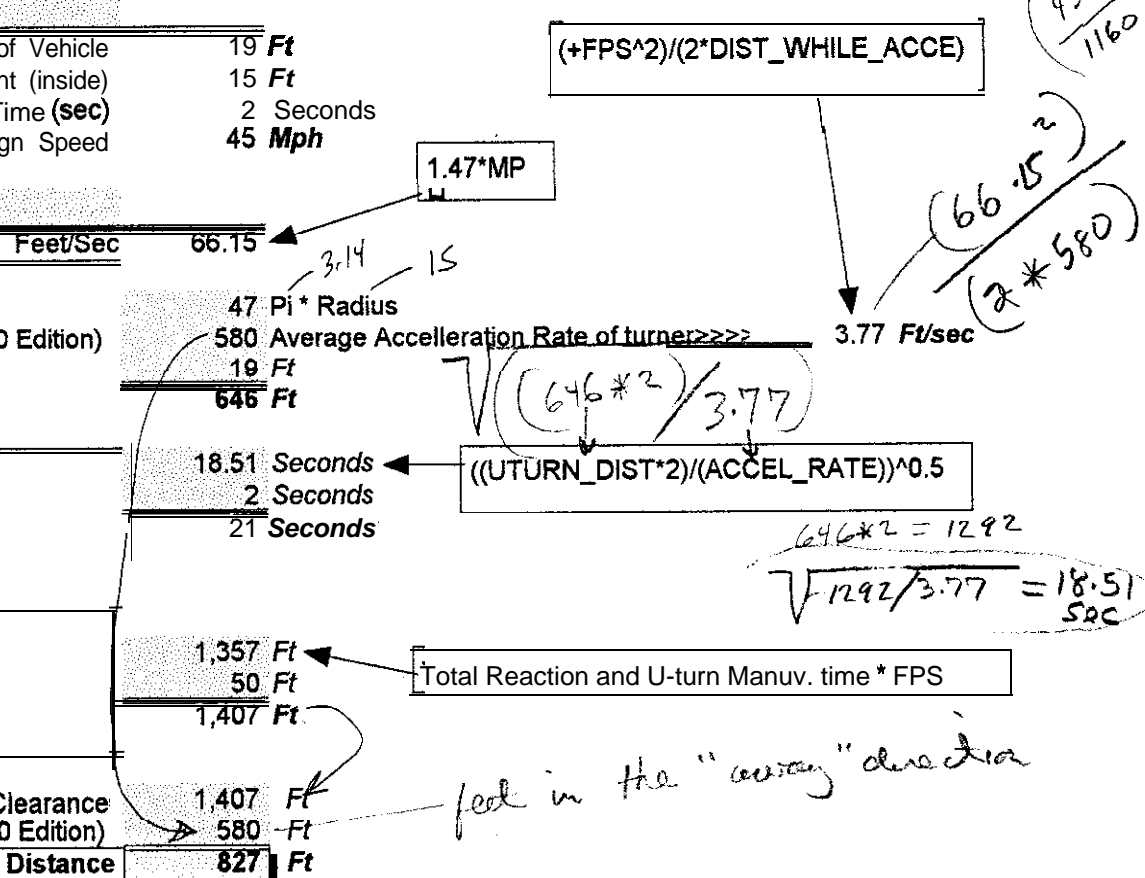 of Vehicle 19 Ft
nt (inside) 15 Ft
Time (sec) 2 Seconds
gn Speed 45 Mph
(+FPS^2)/(2*DIST_WHILE_ACCE)
1160
1.47*MP
H
(66.15²)
(2*580)
Feet/Sec 66.15
3.14 15
47 Pi * Radius
0 Edition) 580 Average Accelleration Rate of turner>>>> 3.77 Ft/sec
19 Ft
646 Ft
√((646*2)/3.77)
18.51 Seconds ((UTURN_DIST*2)/(ACCEL_RATE))^0.5
2 Seconds
21 Seconds
646*2 = 1292
√1292/3.77 = 18.51
sec
1,357 Ft Total Reaction and U-turn Manuv. time * FPS
50 Ft
1,407 Ft
Clearance 1,407 Ft
feet in the "away" direction
0 Edition) 580 Ft
Distance 827 Ft